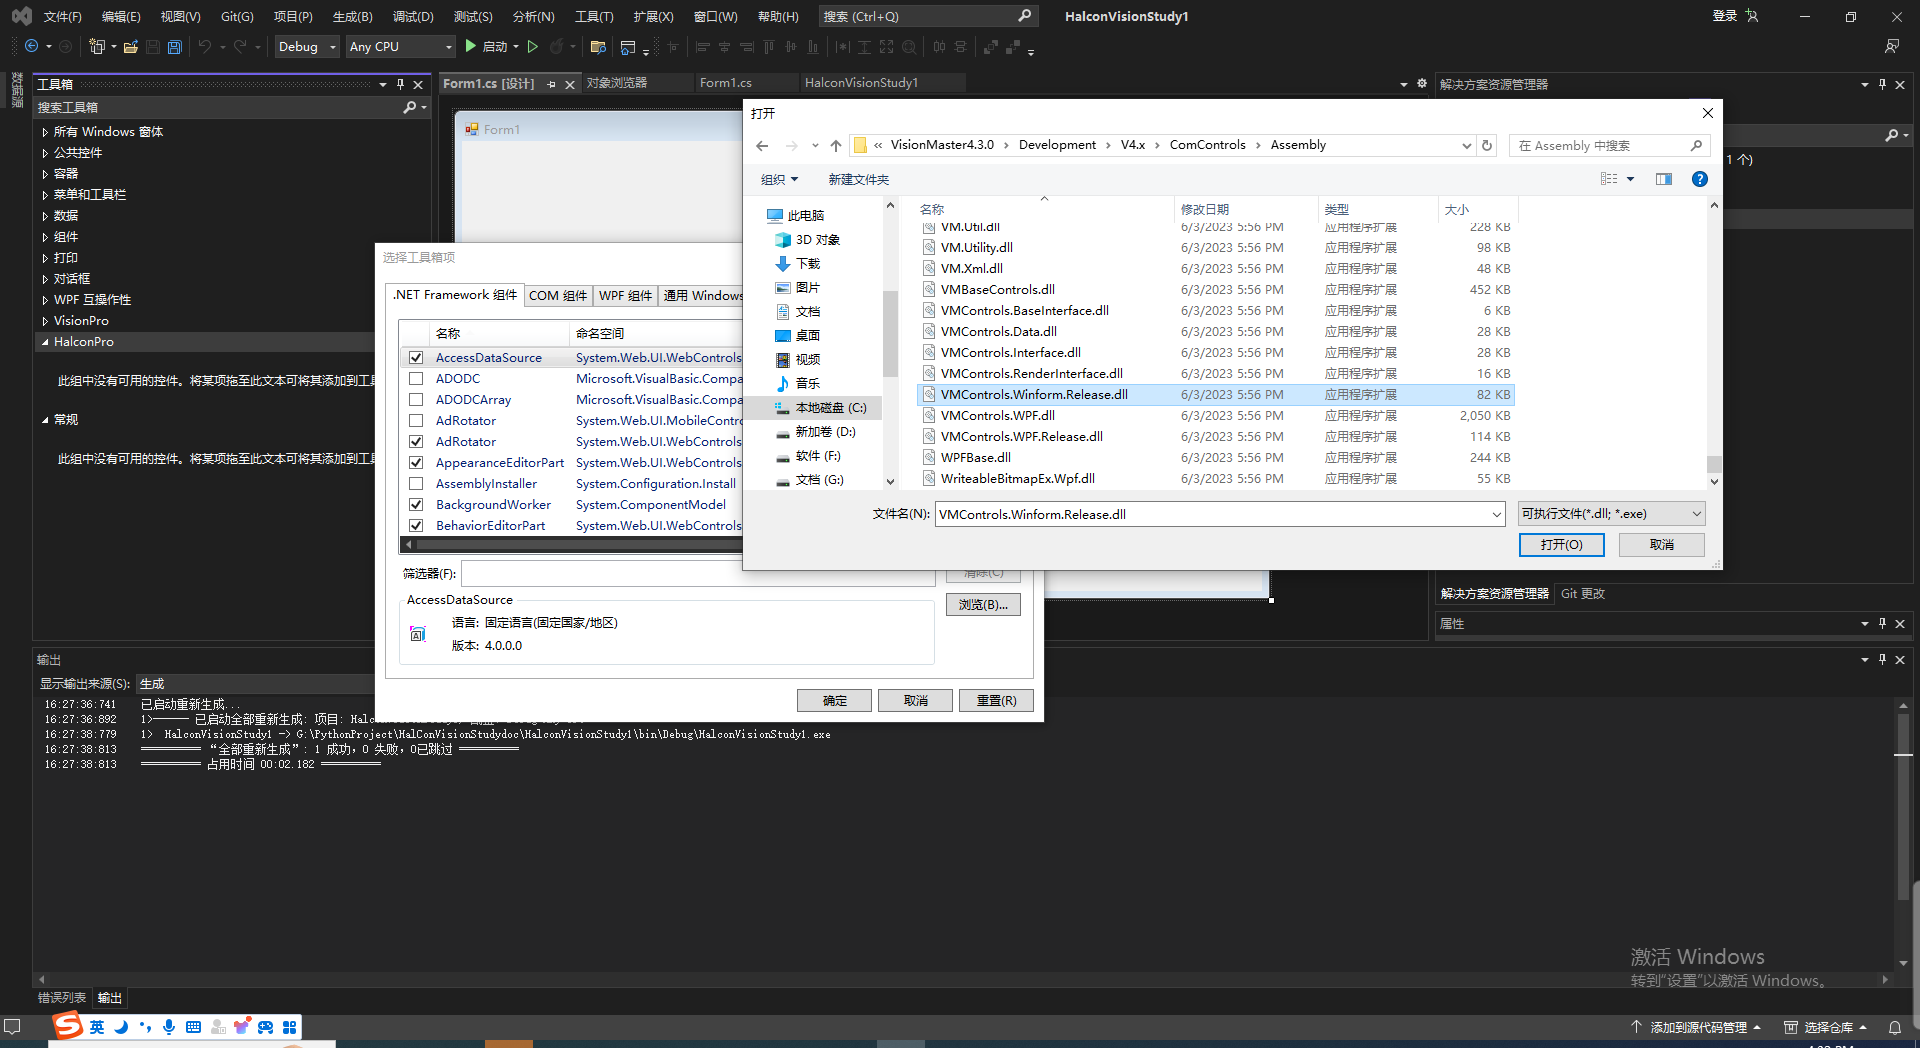 文件(F) 编辑(E) 视图(V) Git(G) 项目(P) 生成(B) 调试(D) 测试(S) 分析(N) 工具(T) 扩展(X) 窗口(W) 帮助(H) 搜索 (Ctrl+Q) HalconVisionStudy1 登录
Debug Any CPU 启动
数据源
工具箱
搜索工具箱
所有 Windows 窗体
公共控件
容器
菜单和工具栏
数据
组件
打印
对话框
WPF 互操作性
VisionPro
HalconPro
此组中没有可用的控件。将某项拖至此文本可将其添加到工具
常规
此组中没有可用的控件。将某项拖至此文本可将其添加到工具
Form1.cs [设计] 对象浏览器 Form1.cs HalconVisionStudy1
Form1
选择工具箱项
.NET Framework 组件 COM 组件 WPF 组件 通用 Windows
名称 命名空间
AccessDataSource System.Web.UI.WebControls
ADODC Microsoft.VisualBasic.Compa
ADODCArray Microsoft.VisualBasic.Compa
AdRotator System.Web.UI.MobileContro
AdRotator System.Web.UI.WebControls
AppearanceEditorPart System.Web.UI.WebControls
AssemblyInstaller System.Configuration.Install
BackgroundWorker System.ComponentModel
BehaviorEditorPart System.Web.UI.WebControls
筛选器(F): 清除(C)
AccessDataSource 浏览(B)...
语言: 固定语言(固定国家/地区)
版本: 4.0.0.0
确定 取消 重置(R)
打开
« VisionMaster4.3.0 › Development › V4.x › ComControls › Assembly 在 Assembly 中搜索
组织 新建文件夹
此电脑
3D 对象
下载
图片
文档
桌面
视频
音乐
本地磁盘 (C:)
新加卷 (D:)
软件 (F:)
文档 (G:)
名称 修改日期 类型 大小
VM.Util.dll 6/3/2023 5:56 PM 应用程序扩展 228 KB
VM.Utility.dll 6/3/2023 5:56 PM 应用程序扩展 98 KB
VM.Xml.dll 6/3/2023 5:56 PM 应用程序扩展 48 KB
VMBaseControls.dll 6/3/2023 5:56 PM 应用程序扩展 452 KB
VMControls.BaseInterface.dll 6/3/2023 5:56 PM 应用程序扩展 6 KB
VMControls.Data.dll 6/3/2023 5:56 PM 应用程序扩展 28 KB
VMControls.Interface.dll 6/3/2023 5:56 PM 应用程序扩展 28 KB
VMControls.RenderInterface.dll 6/3/2023 5:56 PM 应用程序扩展 16 KB
VMControls.Winform.Release.dll 6/3/2023 5:56 PM 应用程序扩展 82 KB
VMControls.WPF.dll 6/3/2023 5:56 PM 应用程序扩展 2,050 KB
VMControls.WPF.Release.dll 6/3/2023 5:56 PM 应用程序扩展 114 KB
WPFBase.dll 6/3/2023 5:56 PM 应用程序扩展 244 KB
WriteableBitmapEx.Wpf.dll 6/3/2023 5:56 PM 应用程序扩展 55 KB
文件名(N): VMControls.Winform.Release.dll 可执行文件(*.dll; *.exe)
打开(O) 取消
解决方案资源管理器
1 个)
解决方案资源管理器 Git 更改
属性
输出
显示输出来源(S): 生成
16:27:36:741 已启动重新生成...
16:27:36:892 1>—— 已启动全部重新生成: 项目:
16:27:38:779 1> HalconVisionStudy1 -> G:\PythonProject\HalConVisionStudydoc\HalconVisionStudy1\bin\Debug\HalconVisionStudy1.exe
16:27:38:813 ========== “全部重新生成”: 1 成功，0 失败，0已跳过 ==========
16:27:38:813 ========== 占用时间 00:02.182 ==========
激活 Windows
转到“设置”以激活 Windows。
错误列表 输出
英
添加到源代码管理 选择仓库